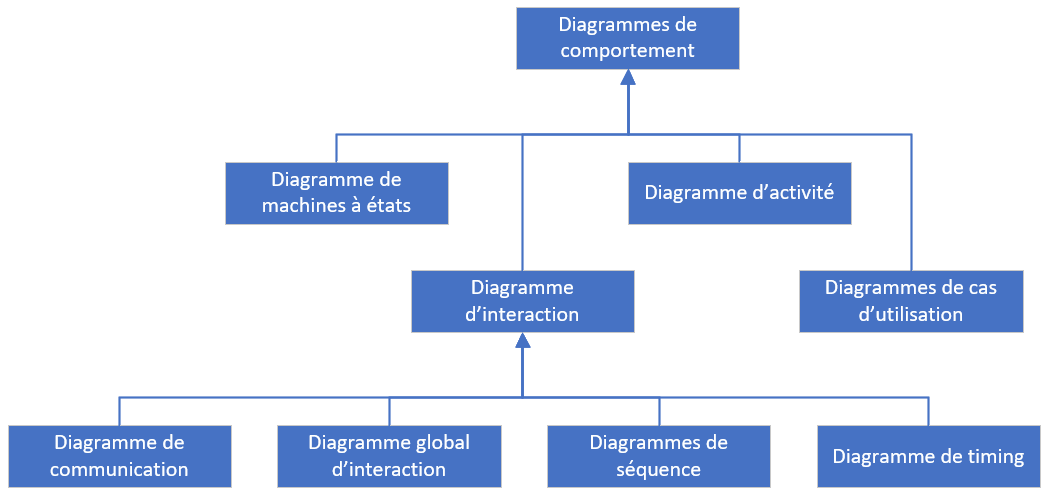 Diagrammes de
comportement
Diagramme de
machines à états
Diagramme d’activité
Diagramme
d’interaction
Diagrammes de cas
d’utilisation
Diagramme de
communication
Diagramme global
d’interaction
Diagrammes de
séquence
Diagramme de timing